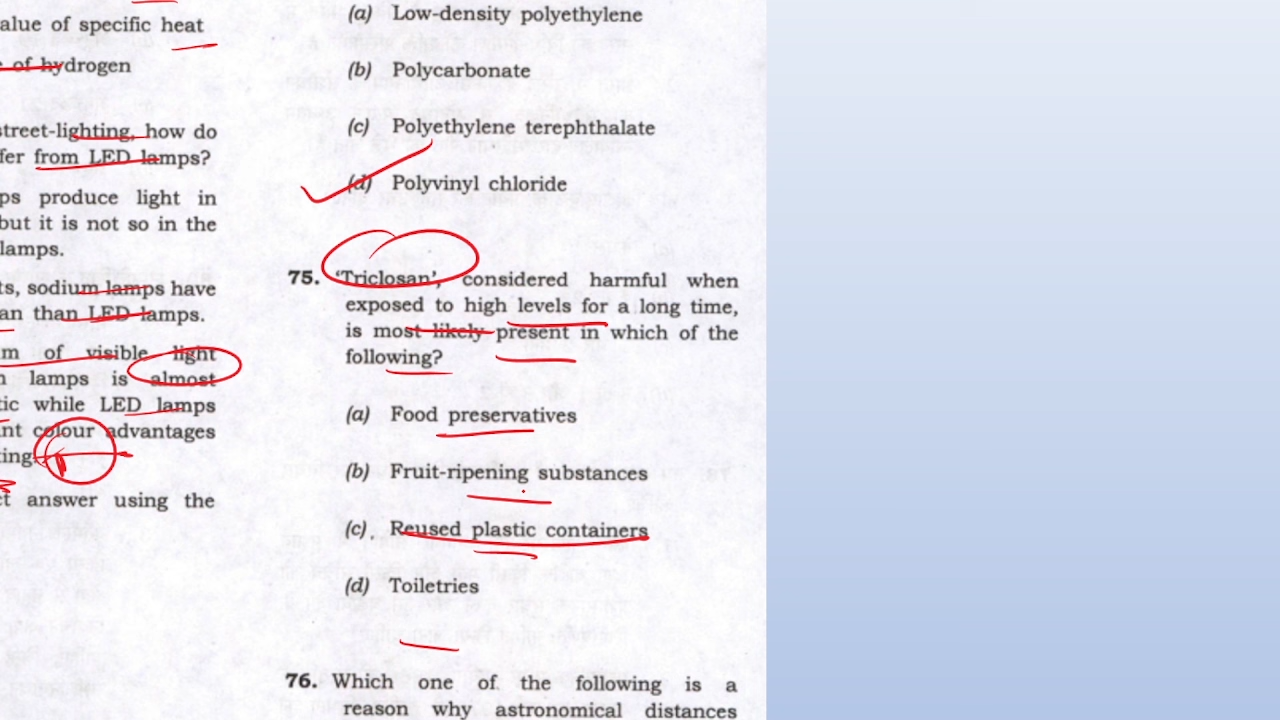 alue of specific heat
e of hydrogen
street-lighting, how do
fer from LED lamps?
ps produce light in
but it is not so in the
lamps.
ts, sodium lamps have
an than LED lamps.
m of visible light
n lamps is almost
tic while LED lamps
nt colour advantages
ting.
ct answer using the
(a) Low-density polyethylene
(b) Polycarbonate
(c) Polyethylene terephthalate
(d) Polyvinyl chloride
75. 'Triclosan', considered harmful when
exposed to high levels for a long time,
is most likely present in which of the
following?
(a) Food preservatives
(b) Fruit-ripening substances
(c) Reused plastic containers
(d) Toiletries
76. Which one of the following is a
reason why astronomical distances